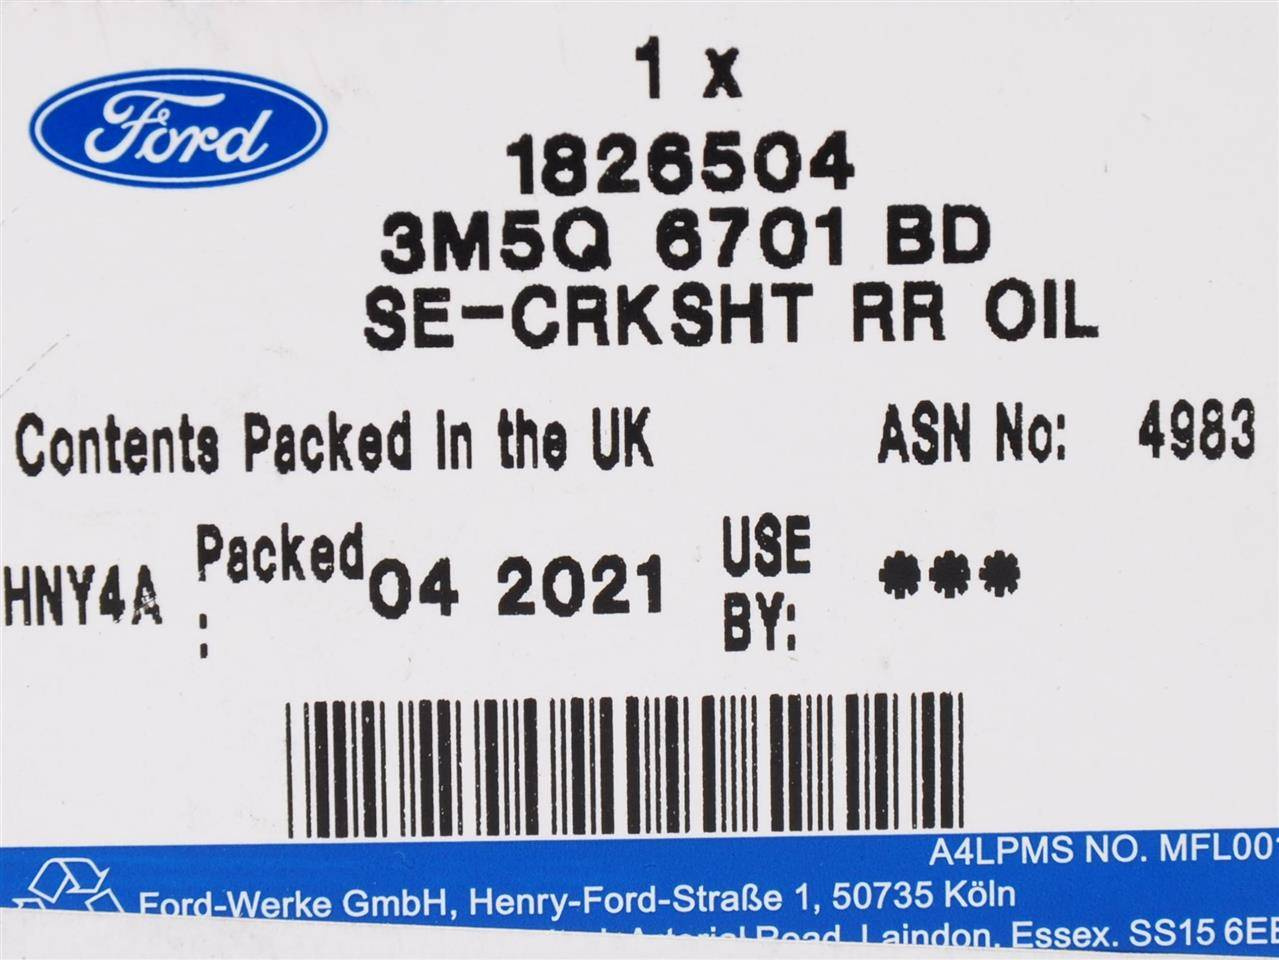 Ford
1 x
1826504
3M5Q 6701 BD
SE-CRKSHT RR OIL
Contents Packed In the UK ASN No: 4983
HNY4A Packed : 04 2021 USE BY: ***
A4LPMS NO. MFL001
Ford-Werke GmbH, Henry-Ford-Straße 1, 50735 Köln
Arterial Road, Laindon, Essex. SS15 6EE